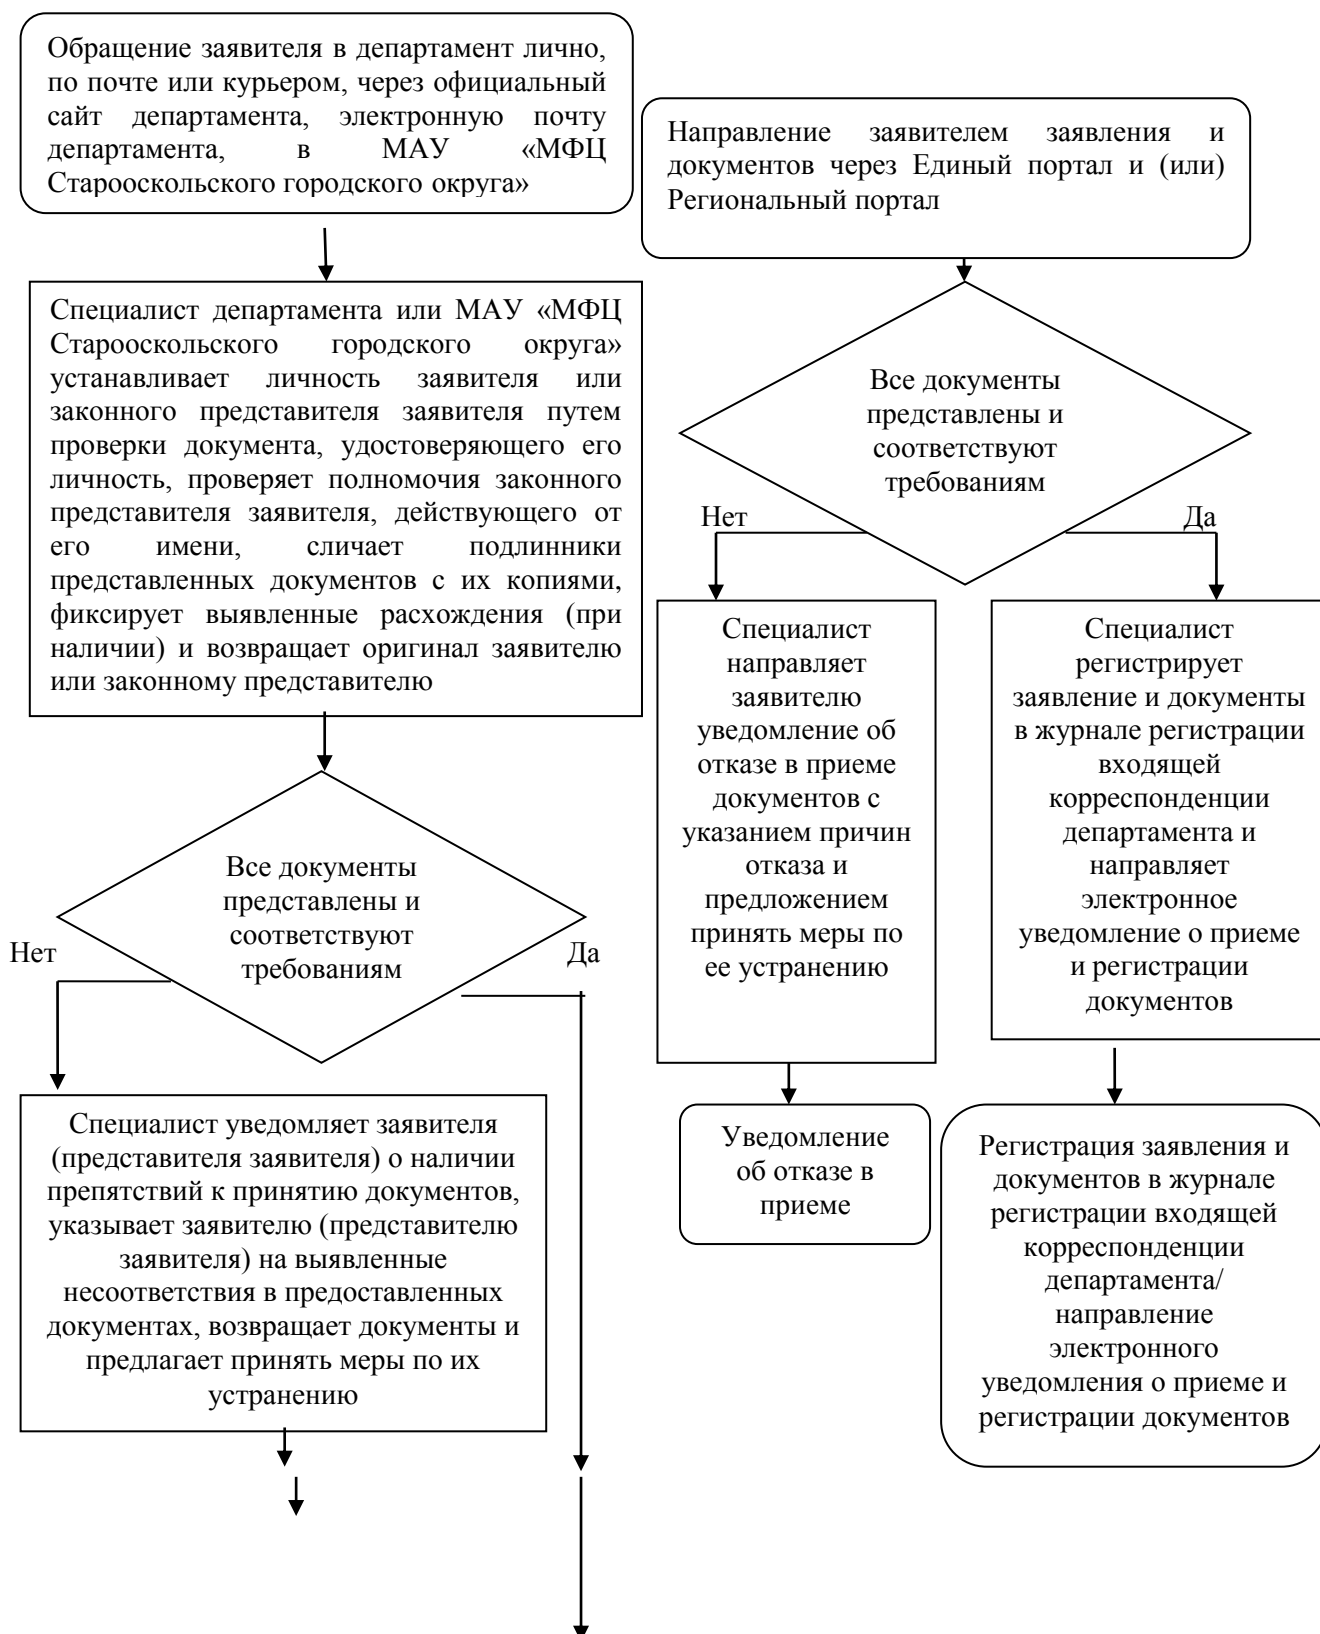 Обращение заявителя в департамент лично,
по почте или курьером, через официальный
сайт департамента, электронную почту
департамента, в МАУ «МФЦ
Старооскольского городского округа»
Направление заявителем заявления и
документов через Единый портал и (или)
Региональный портал
Специалист департамента или МАУ «МФЦ
Старооскольского городского округа»
устанавливает личность заявителя или
законного представителя заявителя путем
проверки документа, удостоверяющего его
личность, проверяет полномочия законного
представителя заявителя, действующего от
его имени, сличает подлинники
представленных документов с их копиями,
фиксирует выявленные расхождения (при
наличии) и возвращает оригинал заявителю
или законному представителю
Все документы
представлены и
соответствуют
требованиям
Нет
Да
Специалист
направляет
заявителю
уведомление об
отказе в приеме
документов с
указанием причин
отказа и
предложением
принять меры по
ее устранению
Специалист
регистрирует
заявление и документы
в журнале регистрации
входящей
корреспонденции
департамента и
направляет
электронное
уведомление о приеме
и регистрации
документов
Все документы
представлены и
соответствуют
требованиям
Нет
Да
Специалист уведомляет заявителя
(представителя заявителя) о наличии
препятствий к принятию документов,
указывает заявителю (представителю
заявителя) на выявленные
несоответствия в предоставленных
документах, возвращает документы и
предлагает принять меры по их
устранению
Уведомление
об отказе в
приеме
Регистрация заявления и
документов в журнале
регистрации входящей
корреспонденции
департамента/
направление
электронного
уведомления о приеме и
регистрации документов